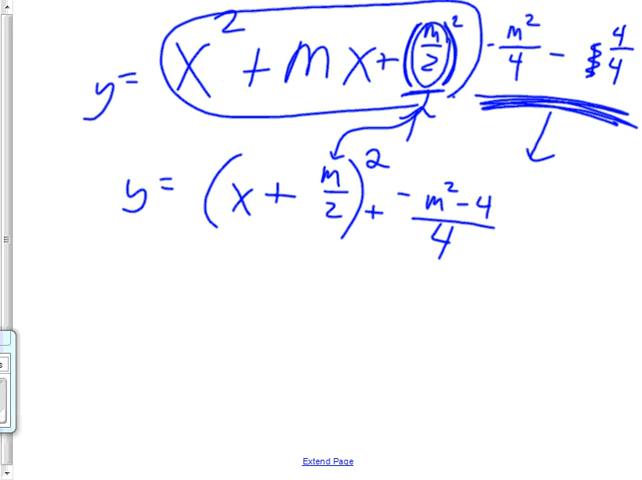 y = x² + mx + (m/2)² - m²/4 - 4/4
y = (x + m/2)² + -m² - 4/4
Extend Page